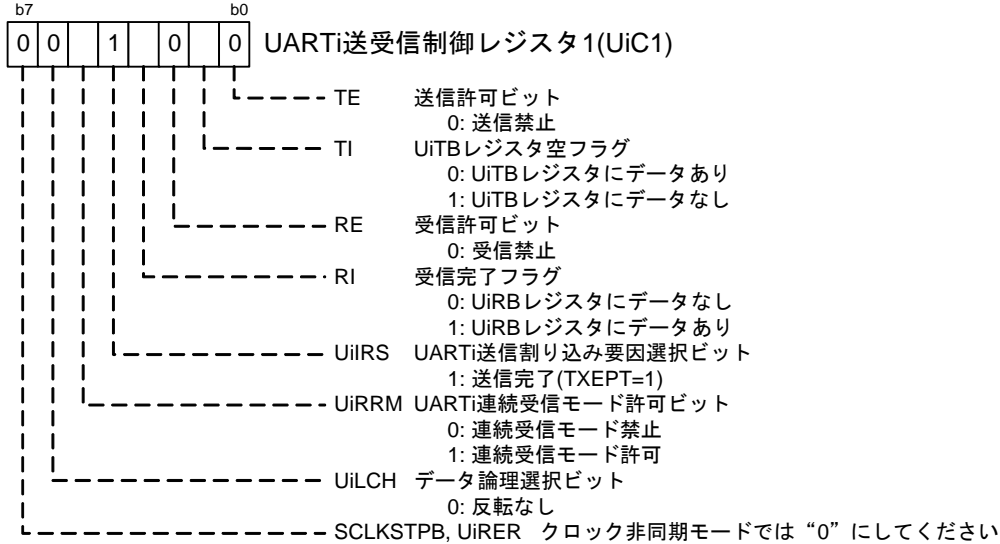 b7 b0
0 0 1 0 0 UARTi送受信制御レジスタ1(UiC1)
TE 送信許可ビット
0: 送信禁止
TI UiTBレジスタ空フラグ
0: UiTBレジスタにデータあり
1: UiTBレジスタにデータなし
RE 受信許可ビット
0: 受信禁止
RI 受信完了フラグ
0: UiRBレジスタにデータなし
1: UiRBレジスタにデータあり
UiIRS UARTi送信割り込み要因選択ビット
1: 送信完了(TXEPT=1)
UiRRM UARTi連続受信モード許可ビット
0: 連続受信モード禁止
1: 連続受信モード許可
UiLCH データ論理選択ビット
0: 反転なし
SCLKSTPB, UiRER クロック非同期モードでは“0”にしてください